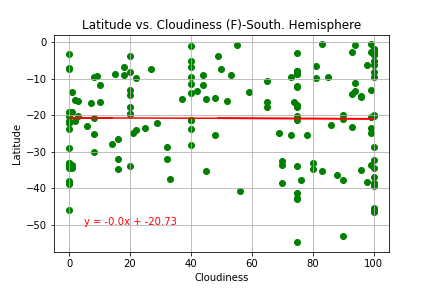 Latitude vs. Cloudiness (F)-South. Hemisphere
0
−10
−20
−30
−40
−50
Latitude
y = -0.0x + -20.73
0 20 40 60 80 100
Cloudiness